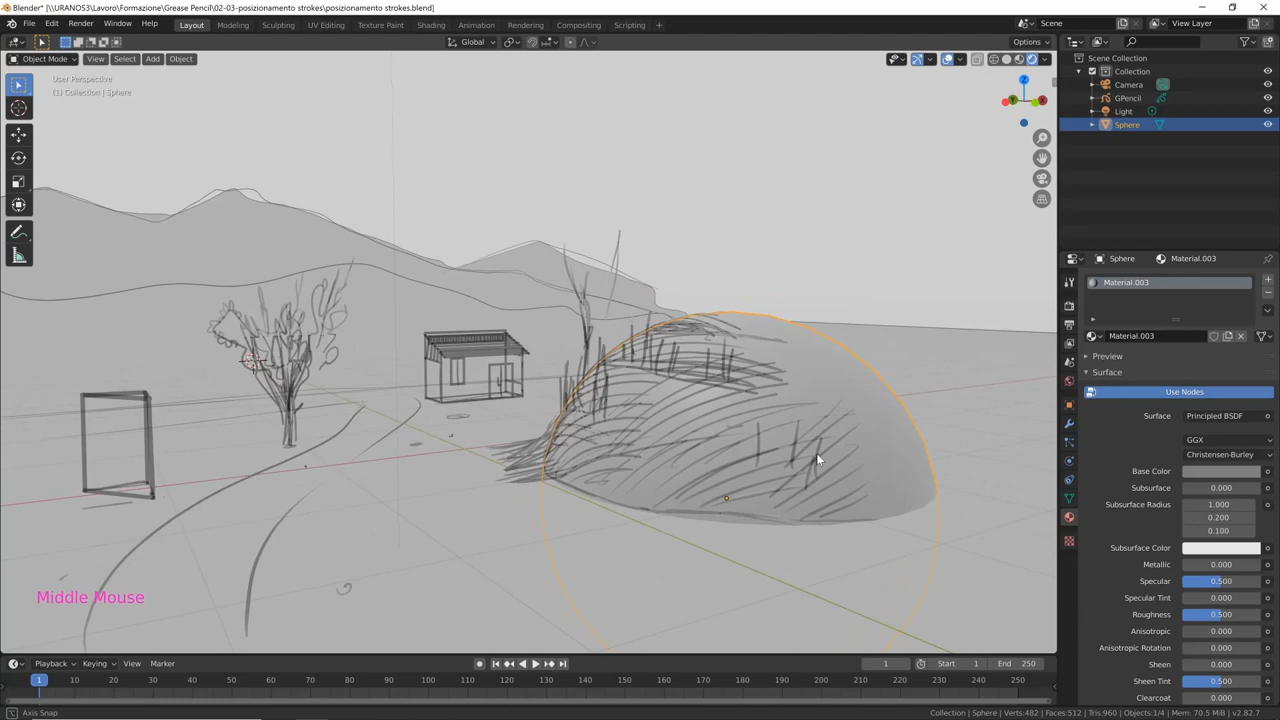 Blender* [\\URANOS3\Lavoro\Formazione\Grease Pencil\02-03-posizionamento strokes\posizionamento strokes.blend]
File Edit Render Window Help
Layout Modeling Sculpting UV Editing Texture Paint Shading Animation Rendering Compositing Scripting +
Scene
View Layer
Global
Options
Object Mode View Select Add Object
User Perspective
(1) Collection | Sphere
Z
Y
X
Scene Collection
Collection
Camera
GPencil
Light
Sphere
Sphere Material.003
Material.003
Material.003
Preview
Surface
Use Nodes
Surface Principled BSDF
GGX
Christensen-Burley
Base Color
Subsurface 0.000
Subsurface Radius 1.000
0.200
0.100
Subsurface Color
Metallic 0.000
Specular 0.500
Specular Tint 0.000
Roughness 0.500
Anisotropic 0.000
Anisotropic Rotation 0.000
Sheen 0.000
Sheen Tint 0.500
Clearcoat 0.000
Middle Mouse
Playback Keying View Marker
1 Start 1 End 250
1 10 20 30 40 50 60 70 80 90 100 110 120 130 140 150 160 170 180 190 200 210 220 230 240 250
Axis Snap
Collection | Sphere | Verts:482 | Faces:512 | Tris:960 | Objects:1/4 | Mem: 70.5 MiB | v2.82.7